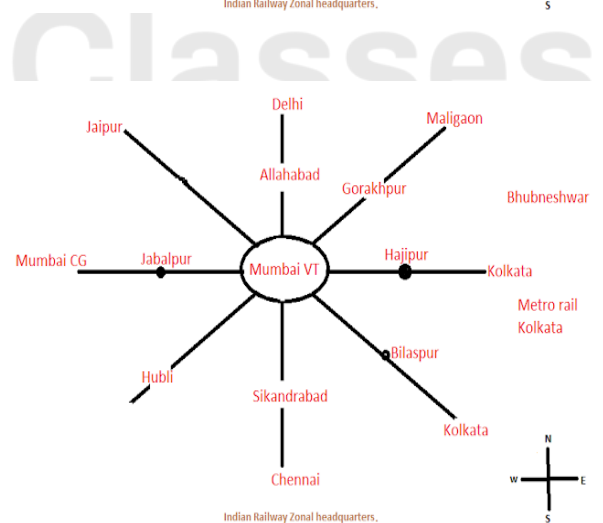 Indian Railway Zonal headquarters.
S
Classes
Delhi
Jaipur
Maligaon
Allahabad
Gorakhpur
Bhubneshwar
Mumbai CG
Jabalpur
Mumbai VT
Hajipur
Kolkata
Metro rail
Kolkata
Bilaspur
Hubli
Sikandrabad
Kolkata
N
Chennai
W
E
S
Indian Railway Zonal headquarters.